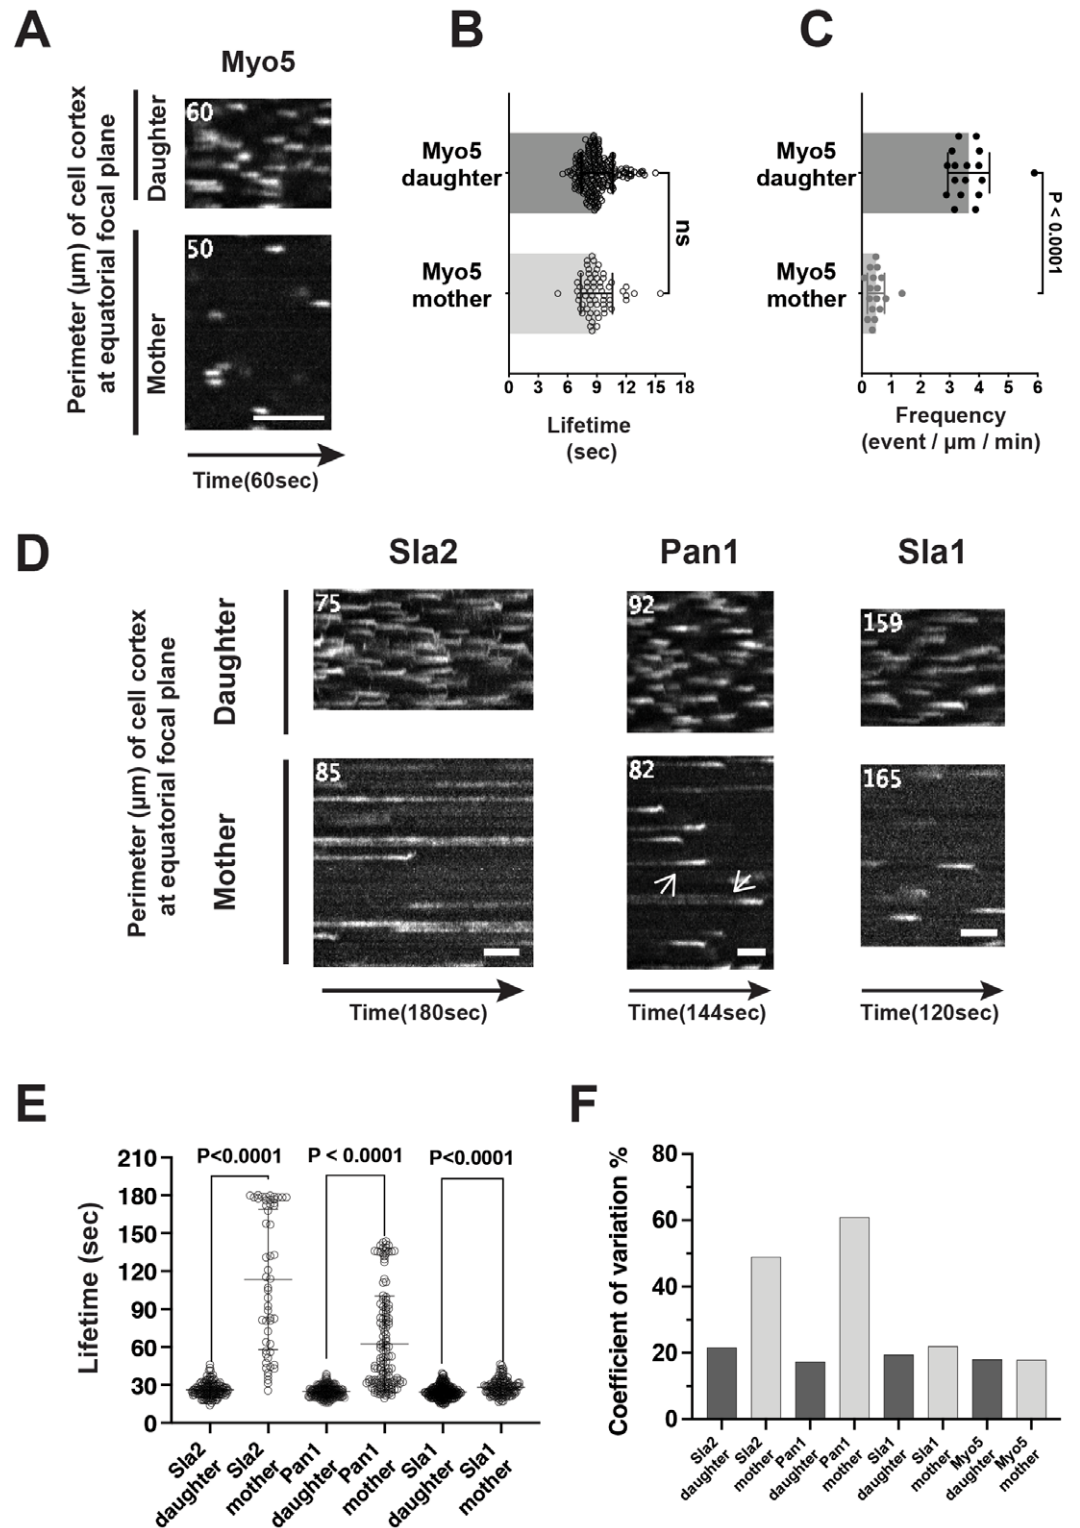 A
B
C
Myo5
Perimeter (µm) of cell cortex
at equatorial focal plane
Daughter
Mother
60
50
Time(60sec)
Myo5
daughter
Myo5
mother
ns
0 3 6 9 12 15 18
Lifetime
(sec)
Myo5
daughter
Myo5
mother
P < 0.0001
0 1 2 3 4 5 6
Frequency
(event / µm / min)
D
Sla2
Pan1
Sla1
Perimeter (µm) of cell cortex
at equatorial focal plane
Daughter
Mother
75
92
159
85
82
165
Time(180sec)
Time(144sec)
Time(120sec)
E
F
Lifetime (sec)
210
180
150
120
90
60
30
0
P<0.0001
P < 0.0001
P<0.0001
Sla2
daughter
Sla2
mother
Pan1
daughter
Pan1
mother
Sla1
daughter
Sla1
mother
Coefficient of variation %
80
60
40
20
0
Sla2
daughter
Sla2
mother
Pan1
daughter
Pan1
mother
Sla1
daughter
Sla1
mother
Myo5
daughter
Myo5
mother